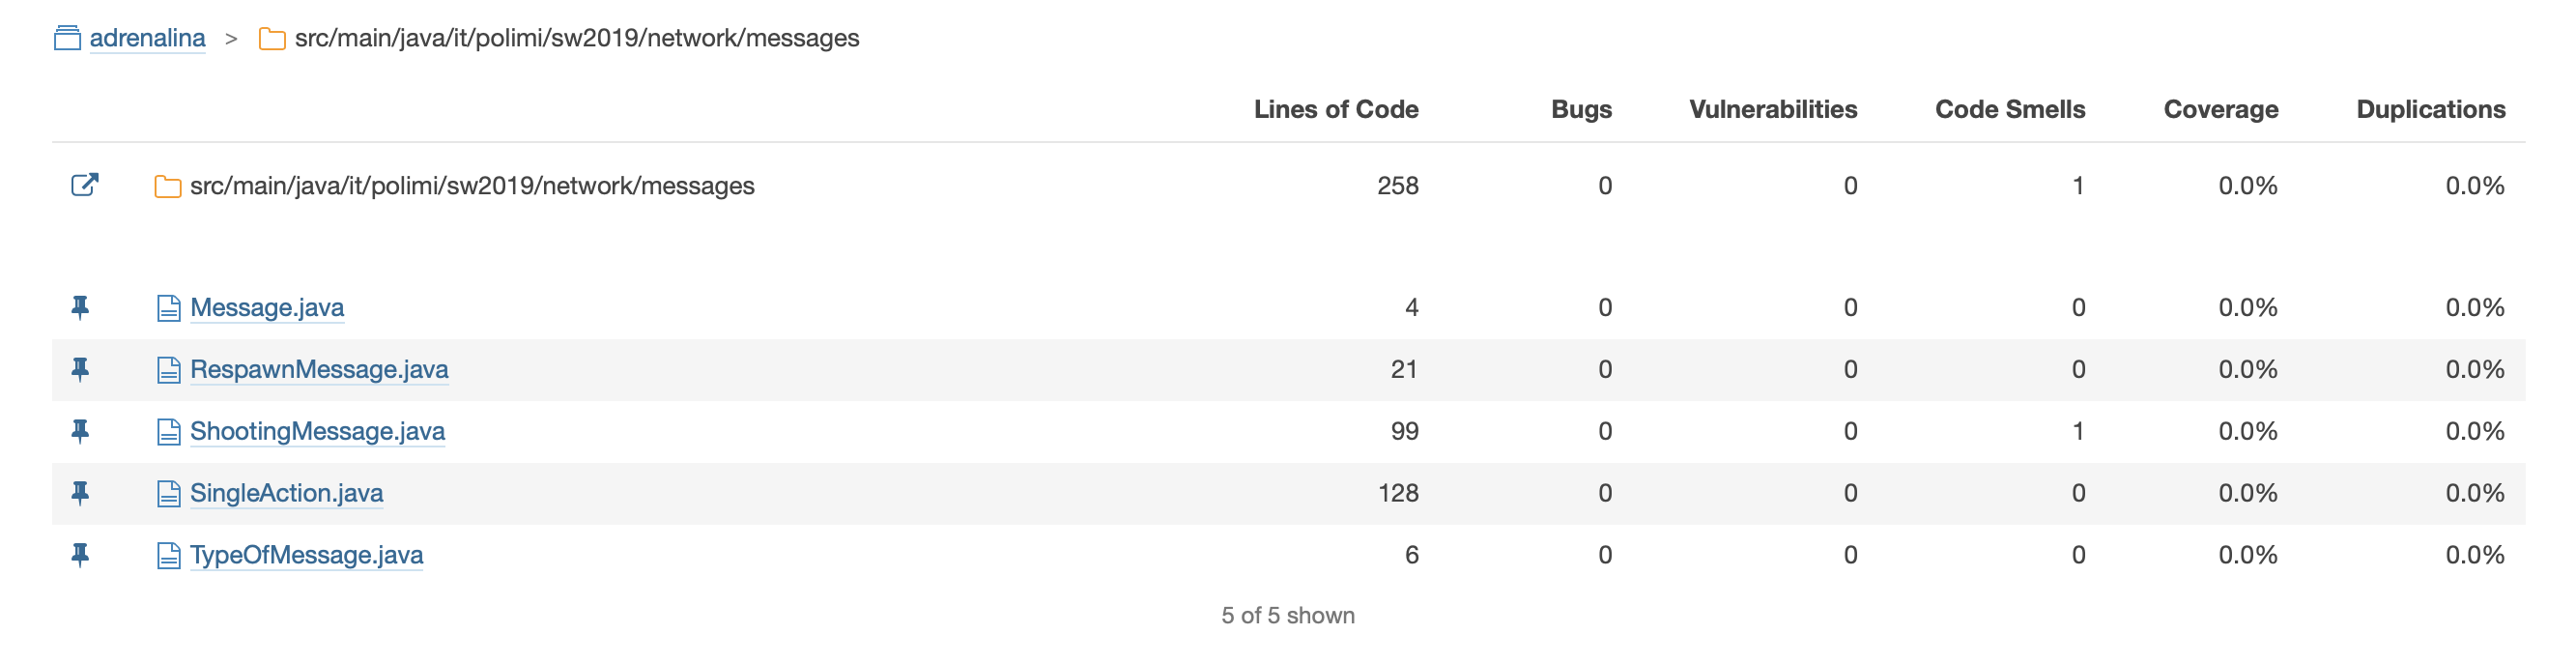 adrenalina > src/main/java/it/polimi/sw2019/network/messages
Lines of Code Bugs Vulnerabilities Code Smells Coverage Duplications
src/main/java/it/polimi/sw2019/network/messages 258 0 0 1 0.0% 0.0%
Message.java 4 0 0 0 0.0% 0.0%
RespawnMessage.java 21 0 0 0 0.0% 0.0%
ShootingMessage.java 99 0 0 1 0.0% 0.0%
SingleAction.java 128 0 0 0 0.0% 0.0%
TypeOfMessage.java 6 0 0 0 0.0% 0.0%
5 of 5 shown